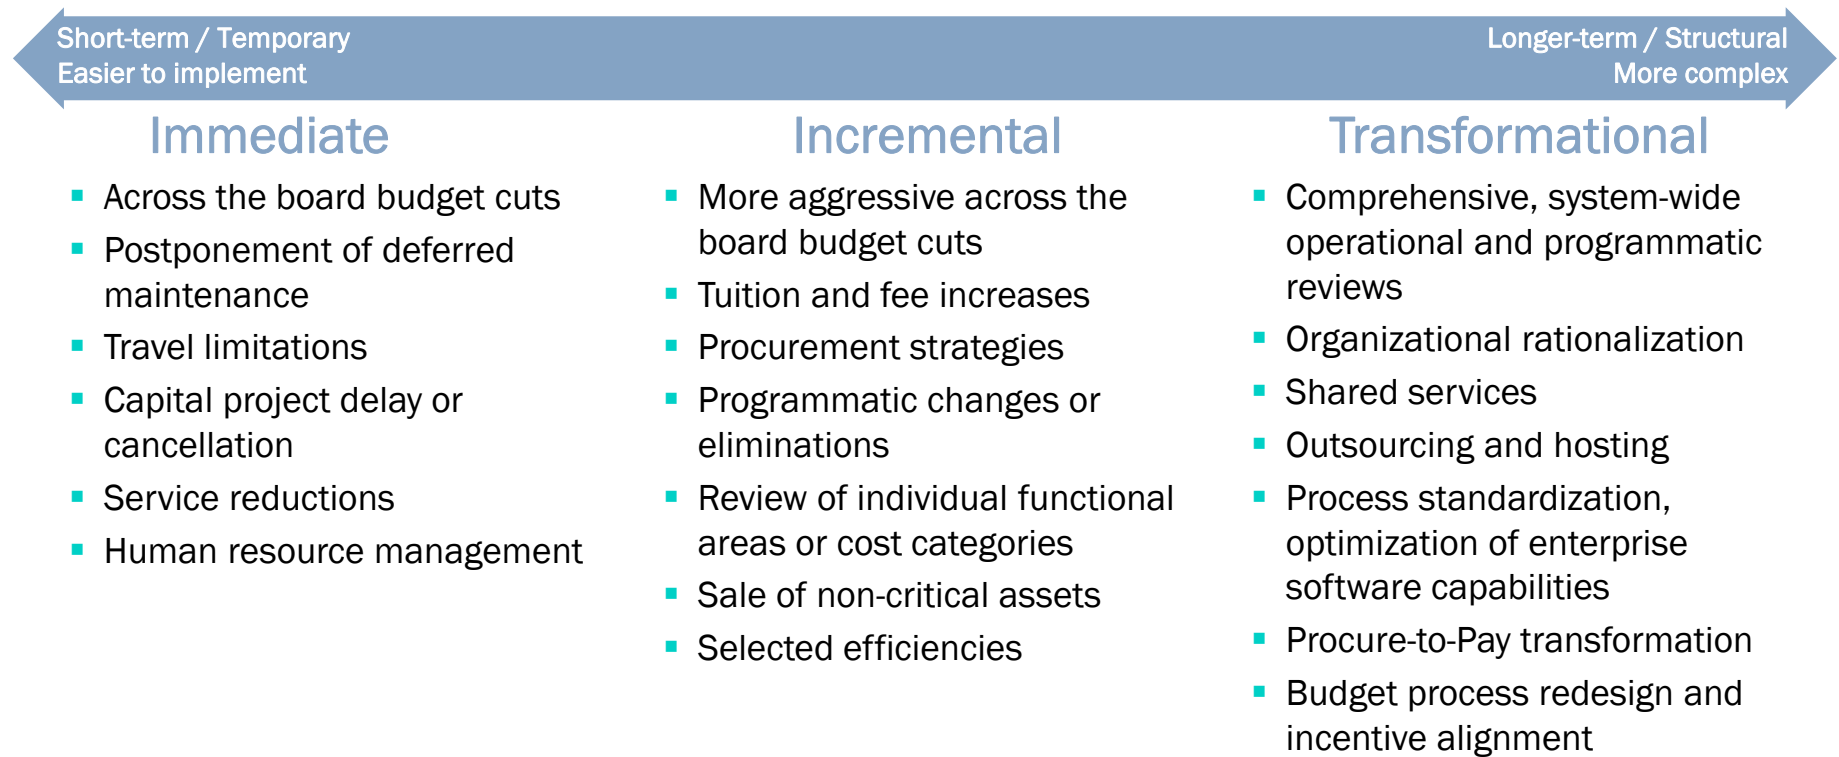 Short-term / Temporary
Easier to implement
Longer-term / Structural
More complex
Immediate
▪ Across the board budget cuts
▪ Postponement of deferred
maintenance
▪ Travel limitations
▪ Capital project delay or
cancellation
▪ Service reductions
▪ Human resource management
Incremental
▪ More aggressive across the
board budget cuts
▪ Tuition and fee increases
▪ Procurement strategies
▪ Programmatic changes or
eliminations
▪ Review of individual functional
areas or cost categories
▪ Sale of non-critical assets
▪ Selected efficiencies
Transformational
▪ Comprehensive, system-wide
operational and programmatic
reviews
▪ Organizational rationalization
▪ Shared services
▪ Outsourcing and hosting
▪ Process standardization,
optimization of enterprise
software capabilities
▪ Procure-to-Pay transformation
▪ Budget process redesign and
incentive alignment